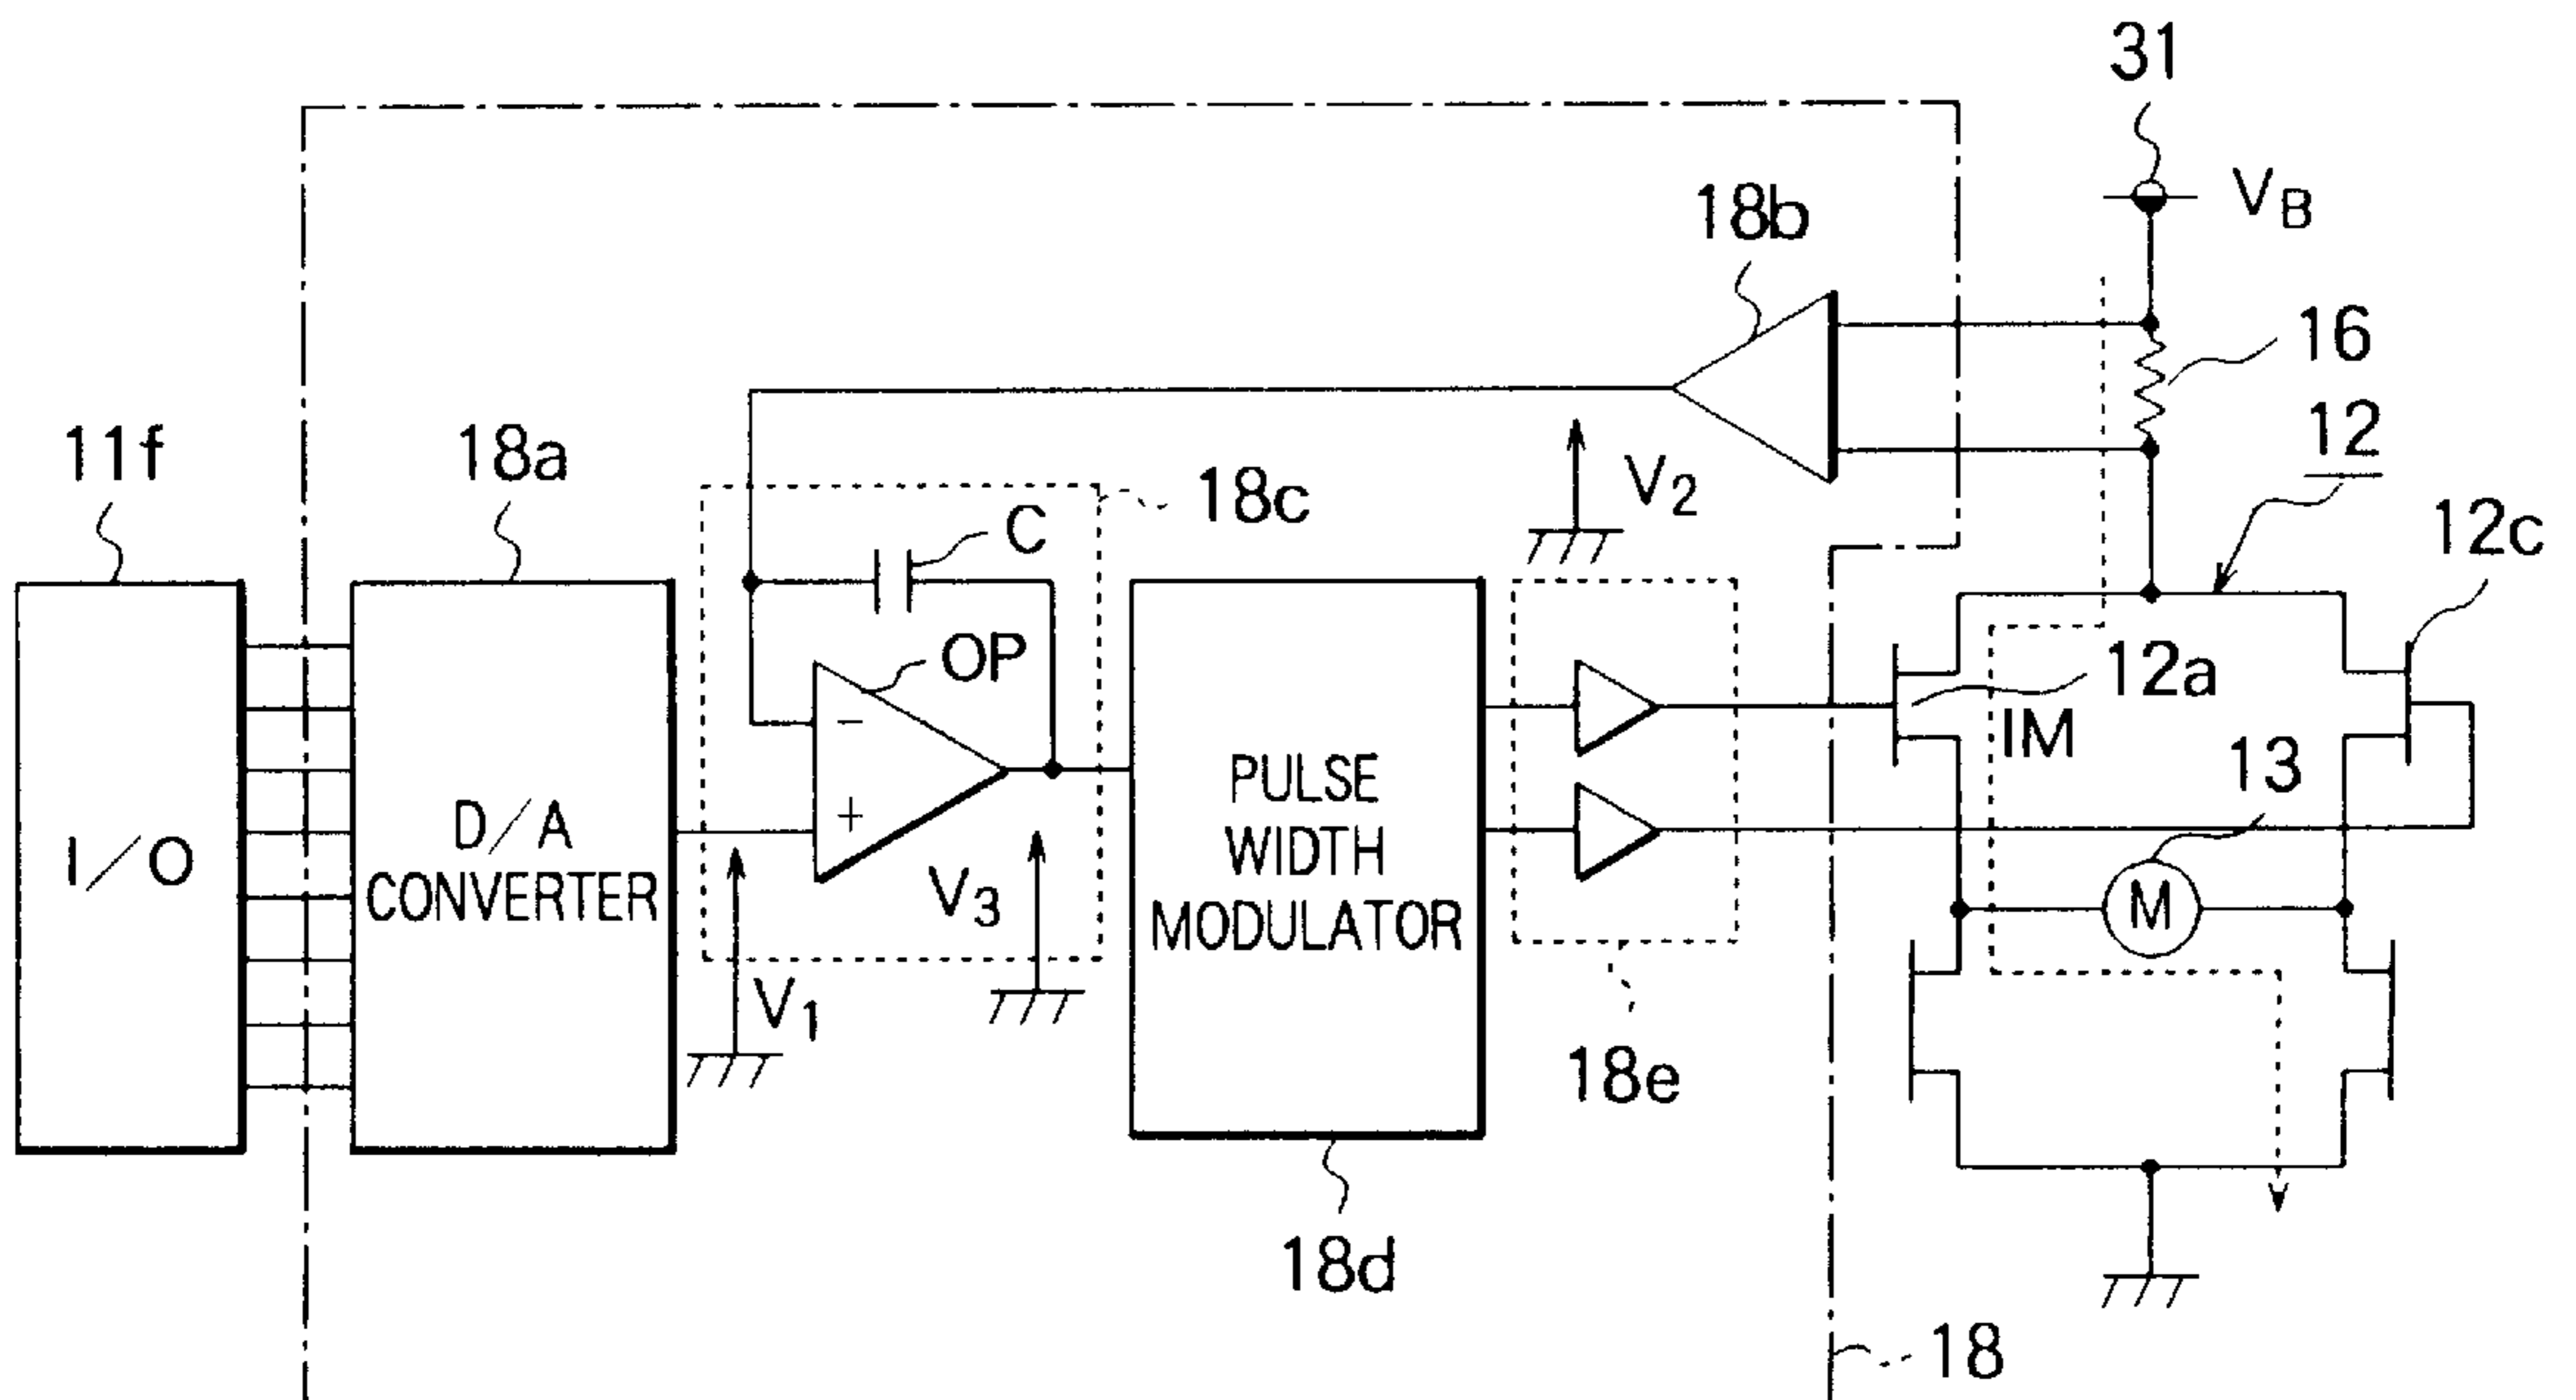 31
V_B
18b
16
12
11f
18a
18c
C
V₂
12c
OP
12a
IM
−
+
13
I/O
D/A
CONVERTER
V₃
PULSE
WIDTH
MODULATOR
M
V₁
18e
18d
18